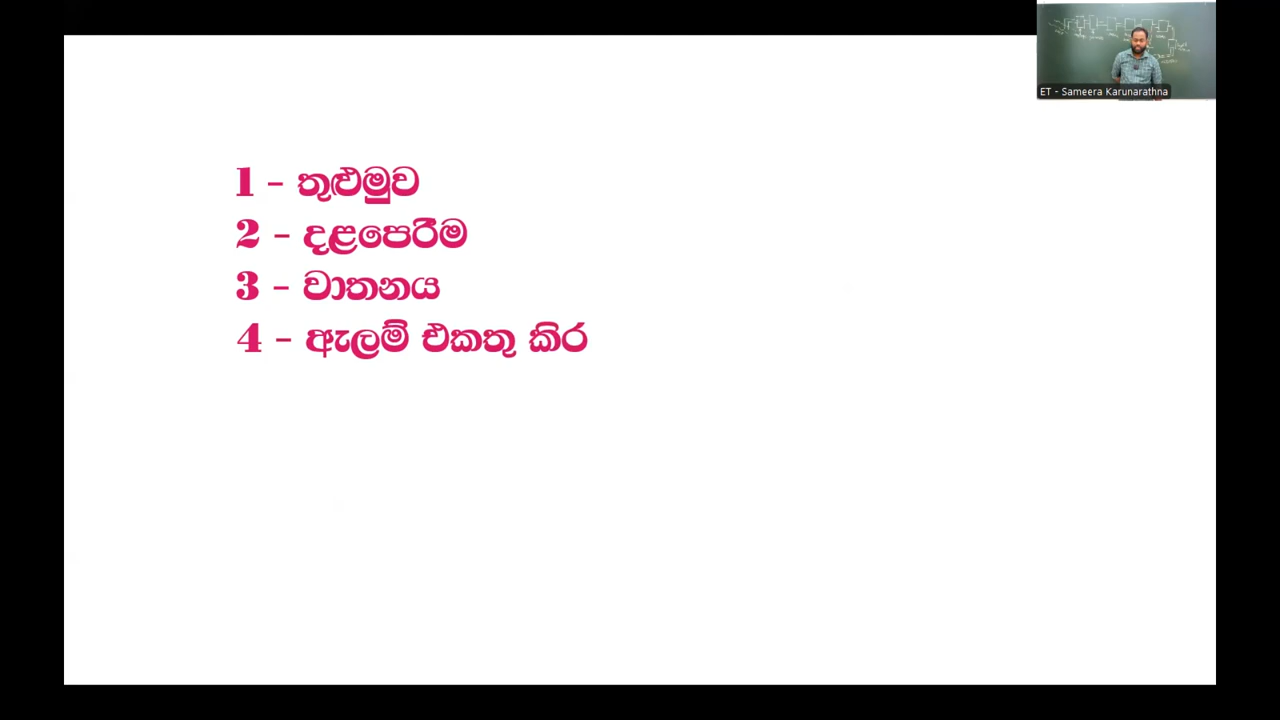 1 - තුළුමුව
2 - දළපෙරීම
3 - වාතනය
4 - ඇලම් එකතු කිර
ET - Sameera Karunarathna